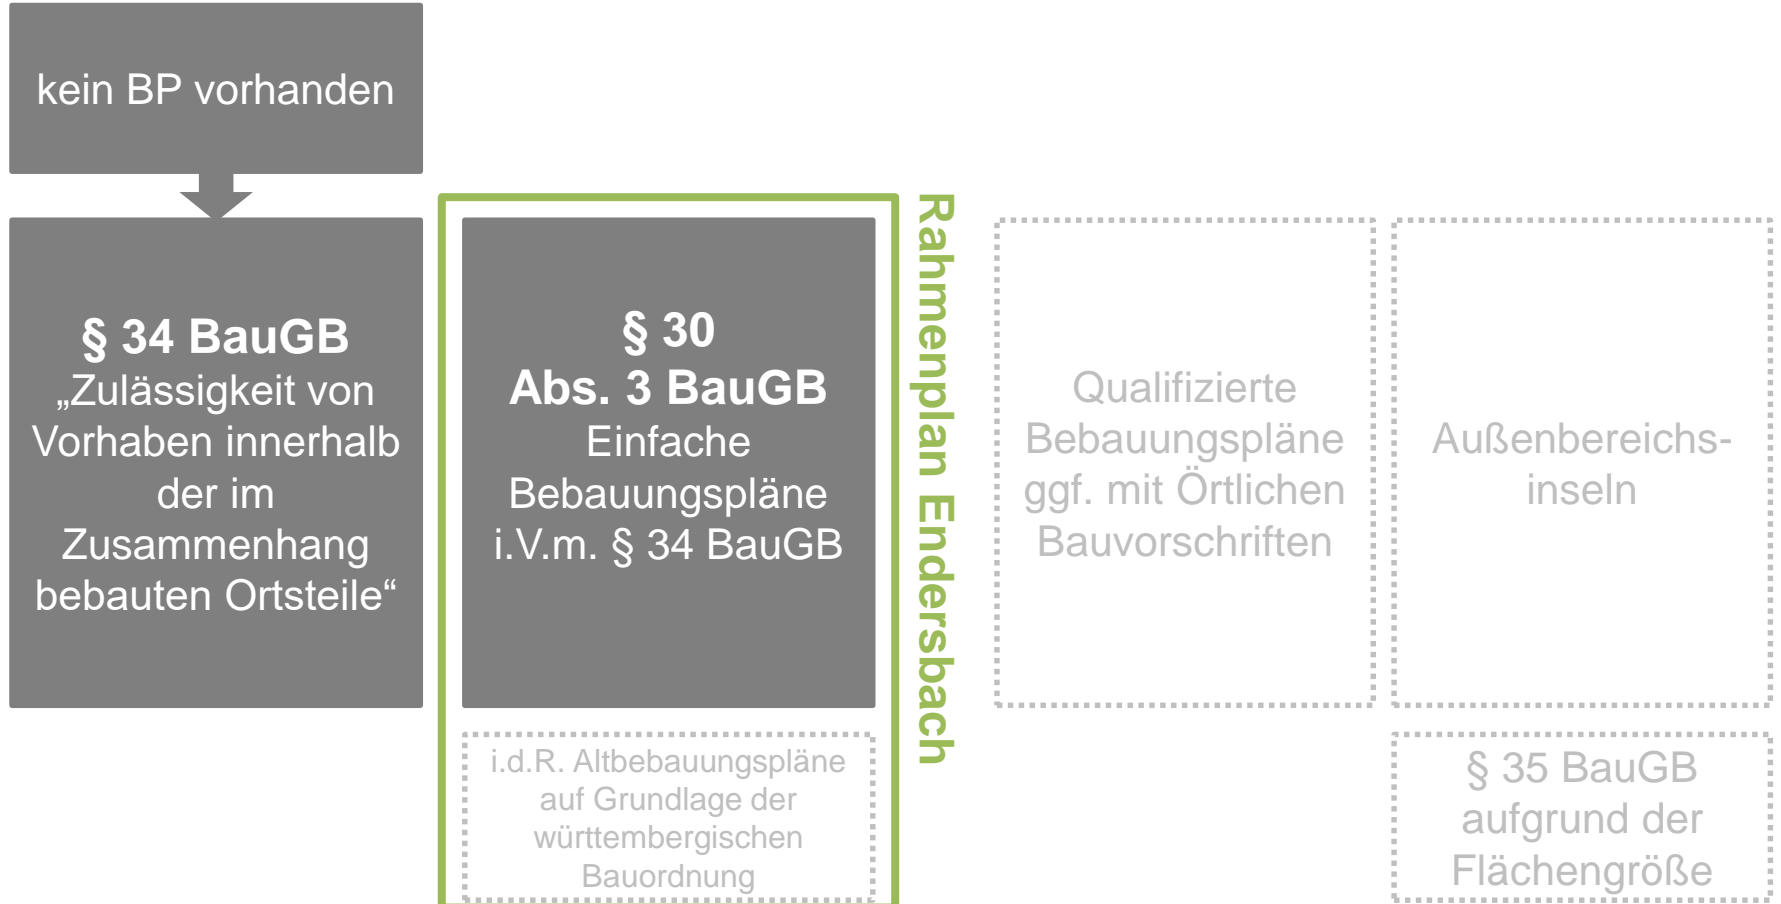 kein BP vorhanden
§ 34 BauGB
„Zulässigkeit von
Vorhaben innerhalb
der im
Zusammenhang
bebauten Ortsteile“
§ 30
Abs. 3 BauGB
Einfache
Bebauungspläne
i.V.m. § 34 BauGB
i.d.R. Altbebauungspläne
auf Grundlage der
württembergischen
Bauordnung
Rahmenplan Endersbach
Qualifizierte
Bebauungspläne
ggf. mit Örtlichen
Bauvorschriften
Außenbereichs-
inseln
§ 35 BauGB
aufgrund der
Flächengröße